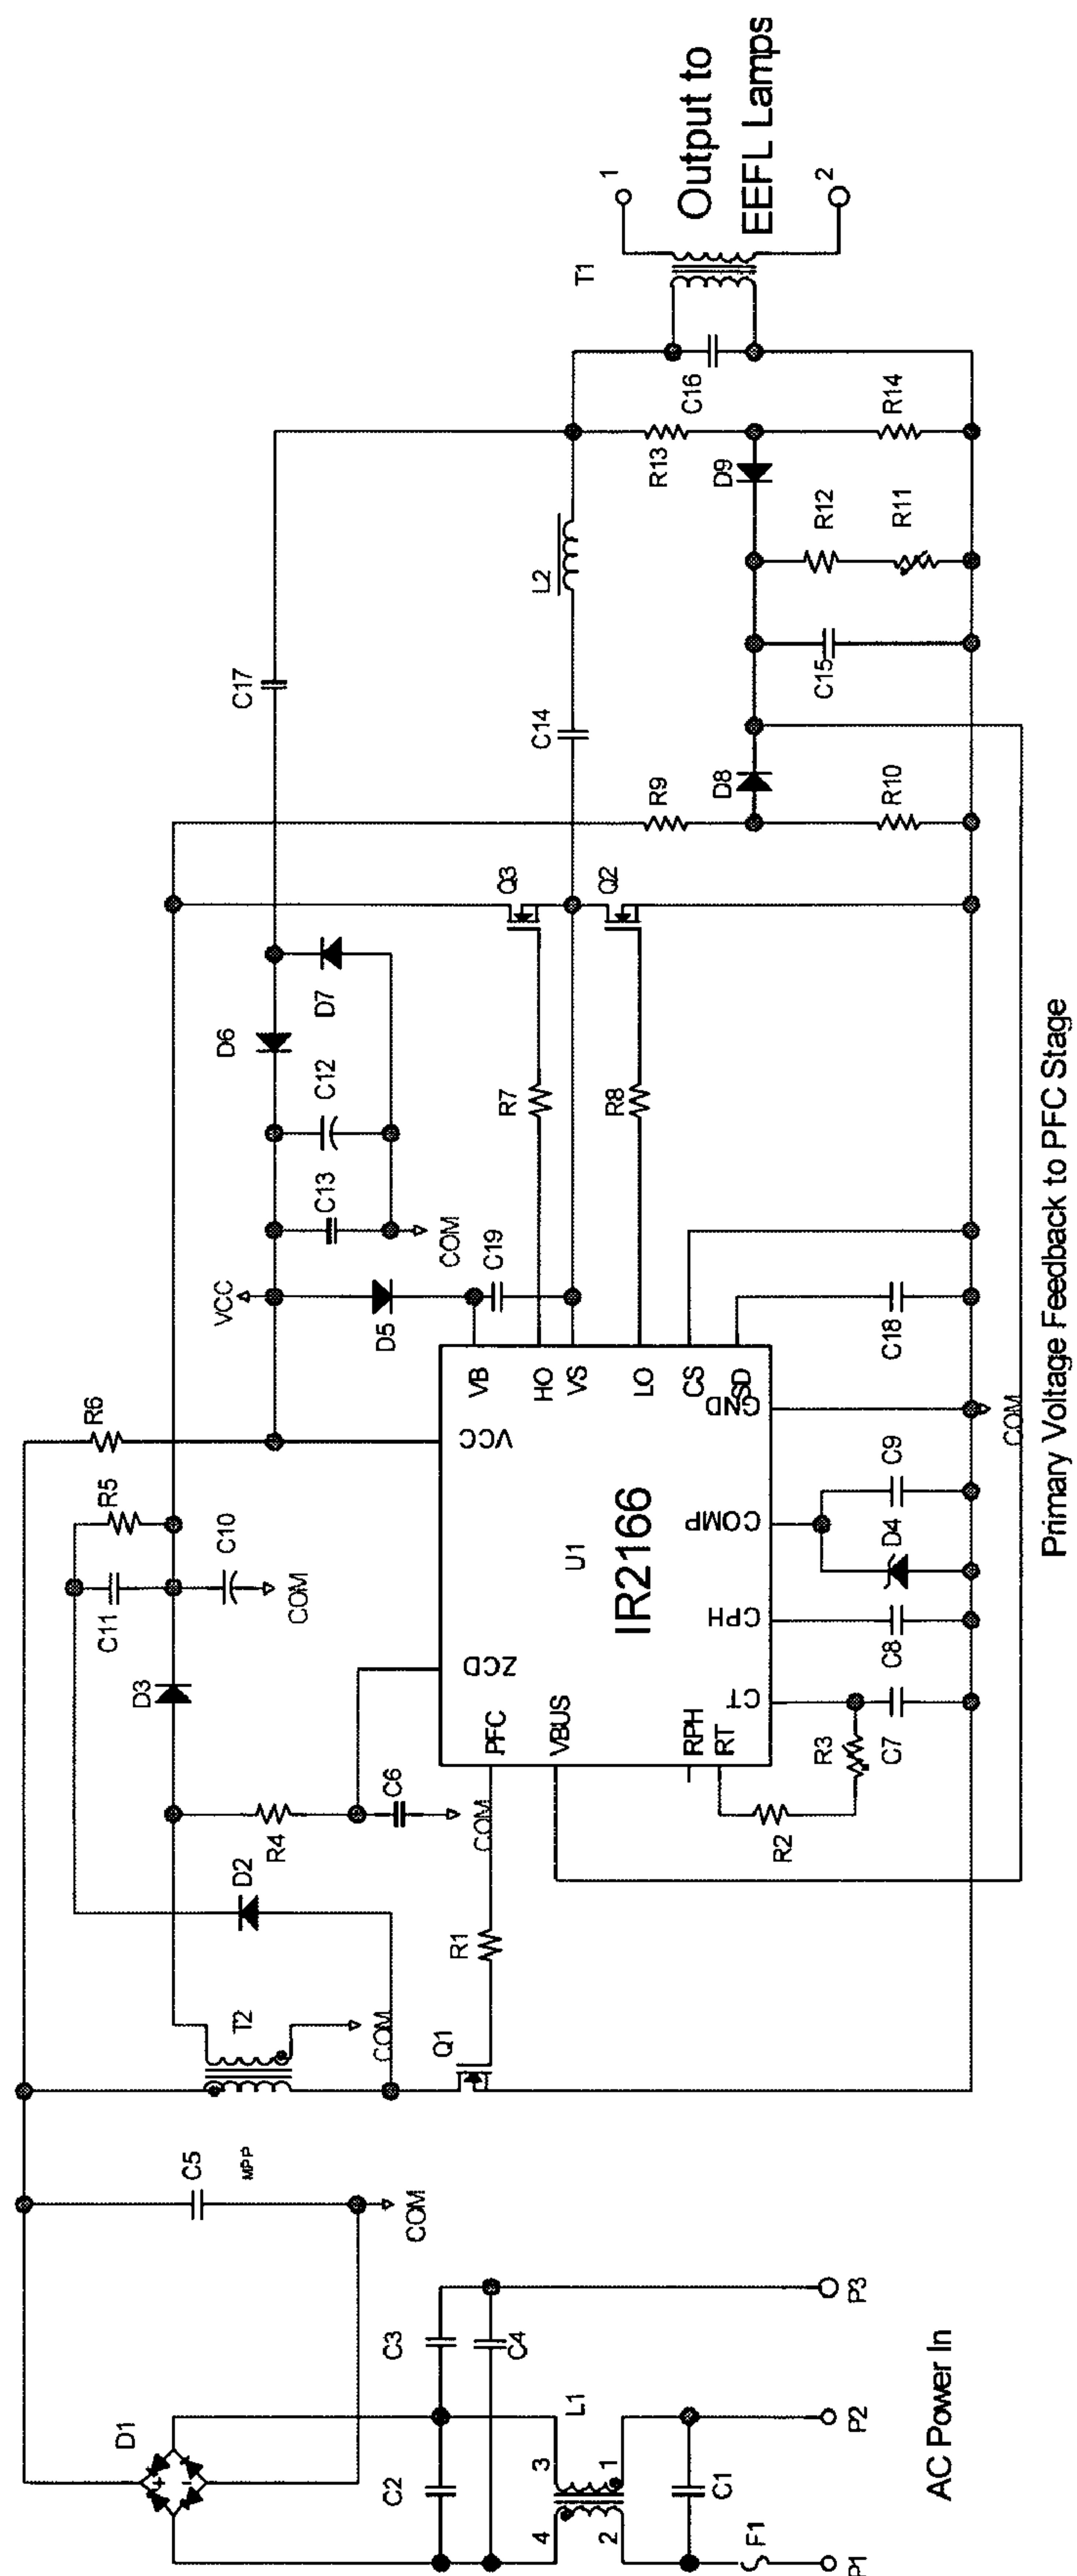 Output to
EEFL Lamps
1
2
T1
C16
R13
R14
D9
R12
R11
L2
C17
C14
C15
R9
D8
R10
Q3
Q2
D7
D6
C12
R7
R8
C13
COM
C19
VCC
D5
C18
R6
VB
HO
VS
LO
CS
SD
GND
VCC
COM
R5
C10
C11
COM
COMP
C9
D4
U1
IR2166
CPH
C8
ZCD
D3
PFC
VBUS
RPH
RT
CT
R3
C7
C6
COM
R4
R2
D2
R1
T2
COM
Q1
C5
MPP
COM
C3
C4
P3
D1
L1
C2
3
1
4
2
C1
F1
P2
P1
AC Power In
Primary Voltage Feedback to PFC Stage